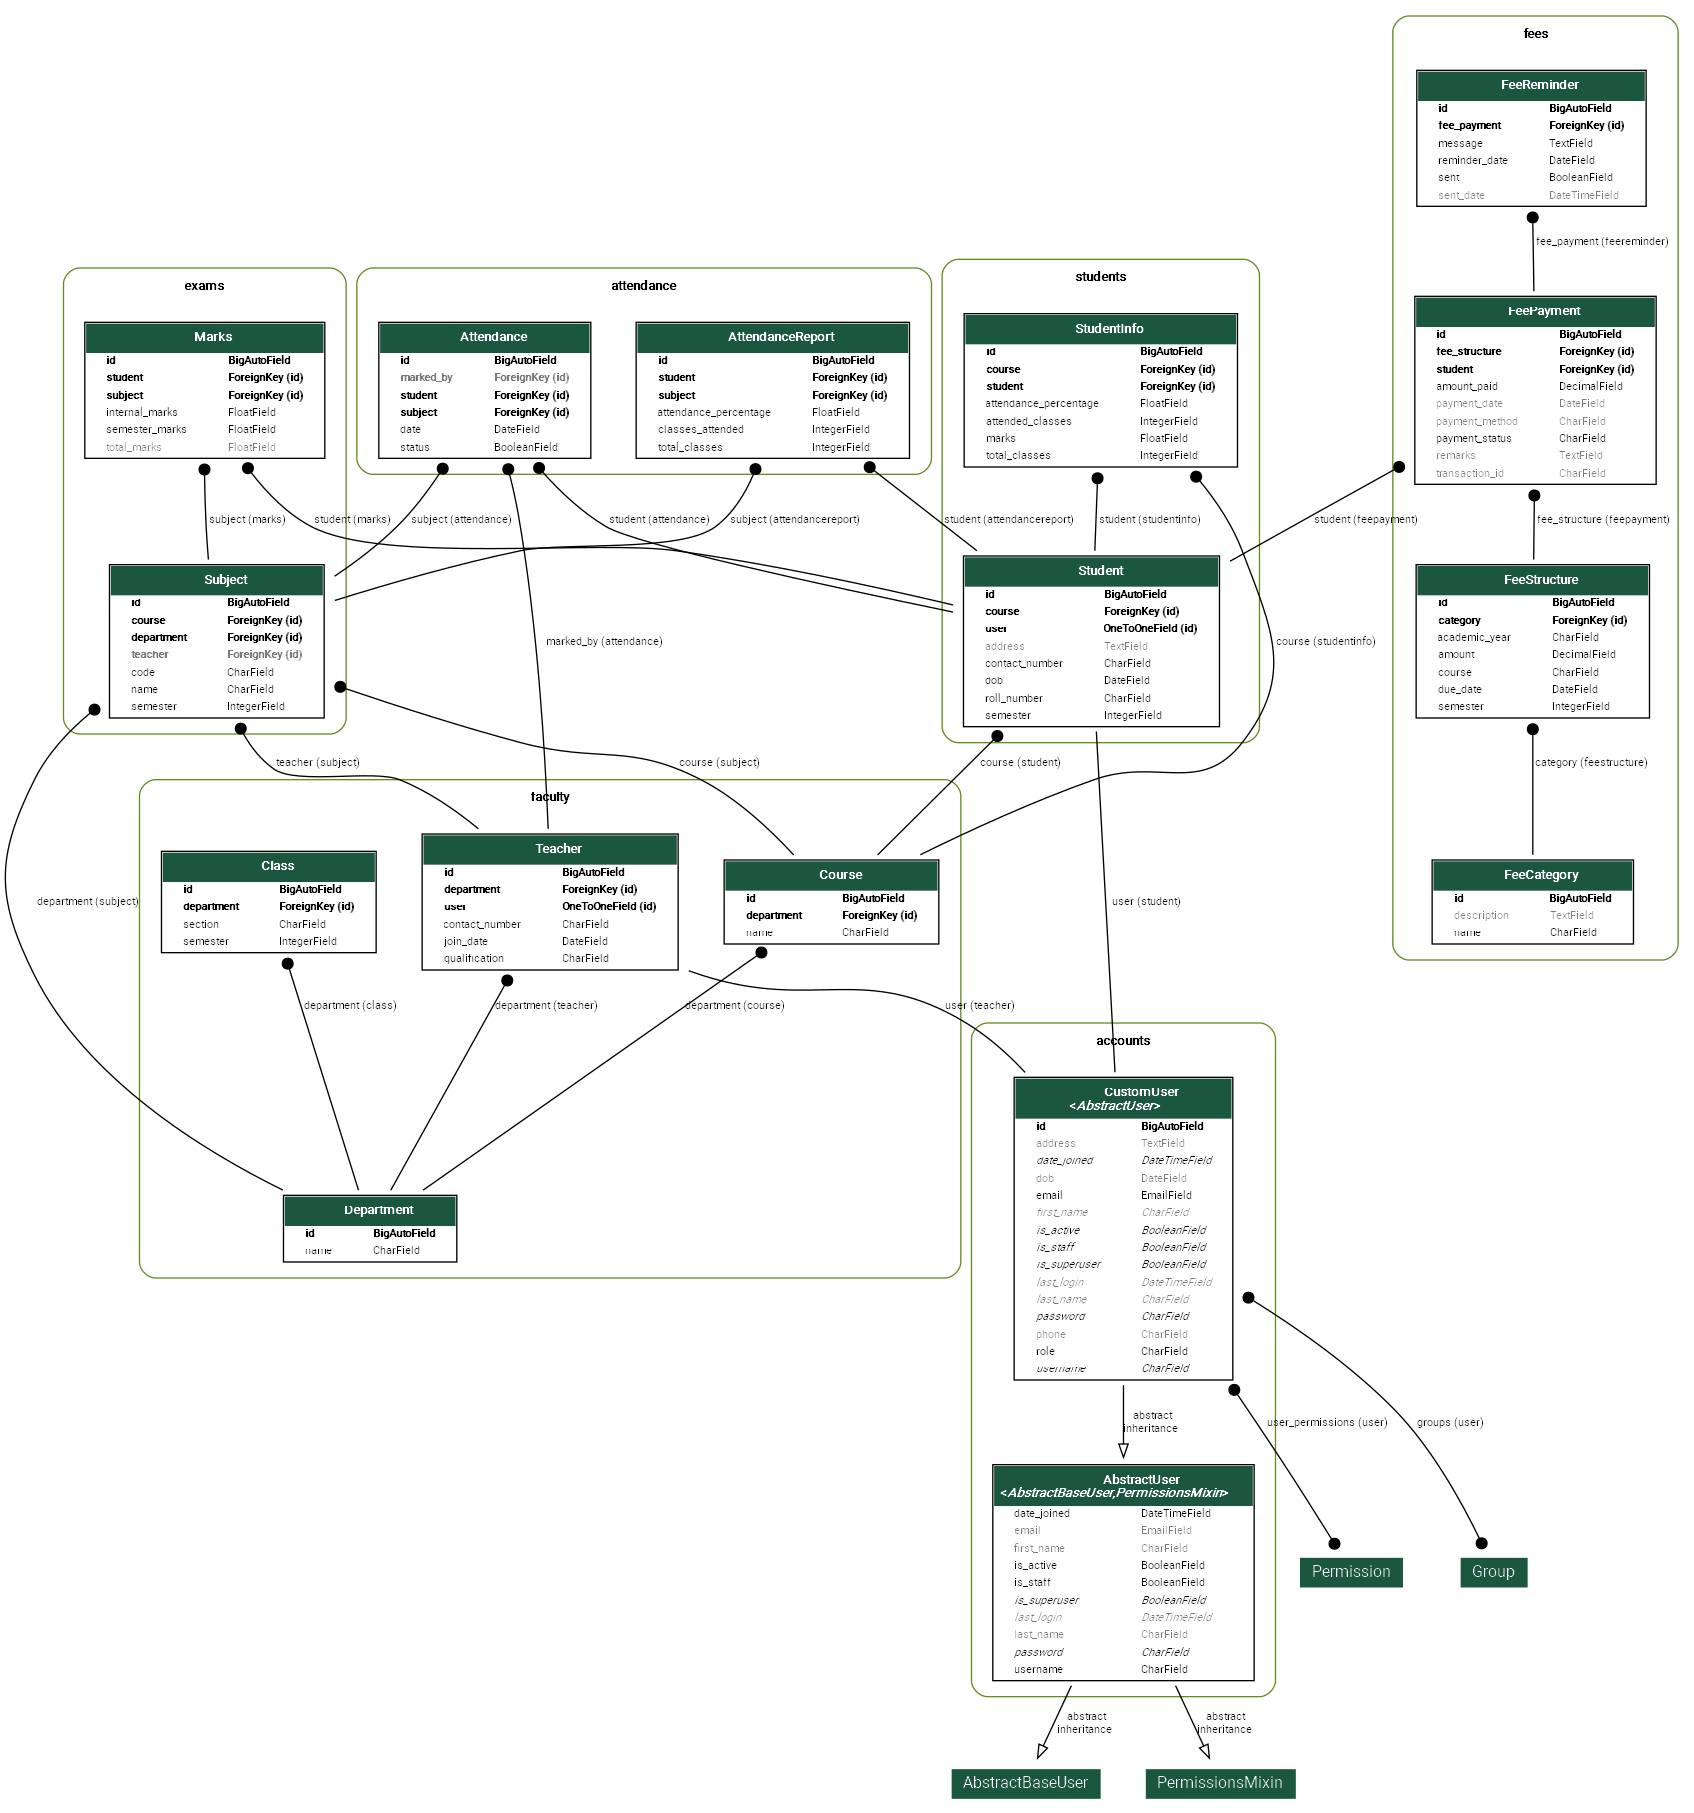 fees
FeeReminder
id BigAutoField
fee_payment ForeignKey (id)
message TextField
reminder_date DateField
sent BooleanField
sent_date DateTimeField
fee_payment (feereminder)
FeePayment
id BigAutoField
fee_structure ForeignKey (id)
student ForeignKey (id)
amount_paid DecimalField
payment_date DateField
payment_method CharField
payment_status CharField
remarks TextField
transaction_id CharField
exams
Marks
id BigAutoField
student ForeignKey (id)
subject ForeignKey (id)
internal_marks FloatField
semester_marks FloatField
total_marks FloatField
attendance
Attendance
id BigAutoField
marked_by ForeignKey (id)
student ForeignKey (id)
subject ForeignKey (id)
date DateField
status BooleanField
AttendanceReport
id BigAutoField
student ForeignKey (id)
subject ForeignKey (id)
attendance_percentage FloatField
classes_attended IntegerField
total_classes IntegerField
students
StudentInfo
id BigAutoField
course ForeignKey (id)
student ForeignKey (id)
attendance_percentage FloatField
attended_classes IntegerField
marks FloatField
total_classes IntegerField
subject (marks)
student (marks)
subject (attendance)
student (attendance)
subject (attendancereport)
student (attendancereport)
student (studentinfo)
student (feepayment)
fee_structure (feepayment)
Subject
id BigAutoField
course ForeignKey (id)
department ForeignKey (id)
teacher ForeignKey (id)
code CharField
name CharField
semester IntegerField
marked_by (attendance)
Student
id BigAutoField
course ForeignKey (id)
user OneToOneField (id)
address TextField
contact_number CharField
dob DateField
roll_number CharField
semester IntegerField
course (studentinfo)
FeeStructure
id BigAutoField
category ForeignKey (id)
academic_year CharField
amount DecimalField
course CharField
due_date DateField
semester IntegerField
teacher (subject)
course (subject)
course (student)
category (feestructure)
faculty
Class
id BigAutoField
department ForeignKey (id)
section CharField
semester IntegerField
Teacher
id BigAutoField
department ForeignKey (id)
user OneToOneField (id)
contact_number CharField
join_date DateField
qualification CharField
Course
id BigAutoField
department ForeignKey (id)
name CharField
FeeCategory
id BigAutoField
description TextField
name CharField
department (subject)
user (student)
department (class)
department (teacher)
department (course)
user (teacher)
Department
id BigAutoField
name CharField
accounts
CustomUser
<AbstractUser>
id BigAutoField
address TextField
date_joined DateTimeField
dob DateField
email EmailField
first_name CharField
is_active BooleanField
is_staff BooleanField
is_superuser BooleanField
last_login DateTimeField
last_name CharField
password CharField
phone CharField
role CharField
username CharField
abstract
inheritance
user_permissions (user)
groups (user)
AbstractUser
<AbstractBaseUser,PermissionsMixin>
date_joined DateTimeField
email EmailField
first_name CharField
is_active BooleanField
is_staff BooleanField
is_superuser BooleanField
last_login DateTimeField
last_name CharField
password CharField
username CharField
Permission
Group
abstract
inheritance
abstract
inheritance
AbstractBaseUser
PermissionsMixin